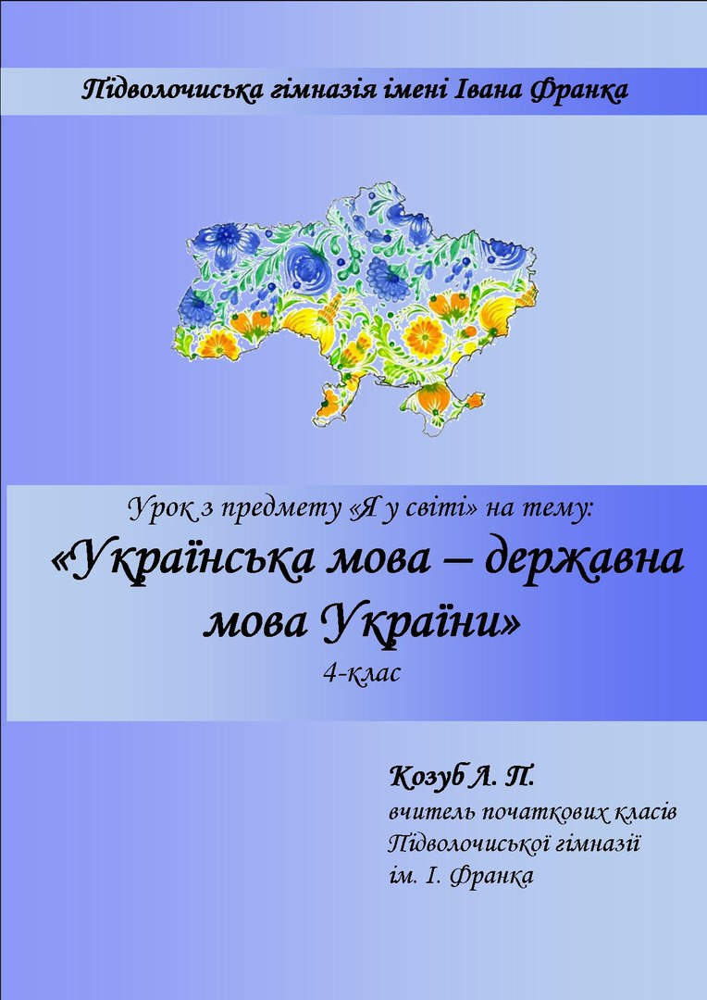 Підволочиська гімназія імені Івана Франка
Урок з предмету «Я у світі» на тему:
«Українська мова – державна
мова України»
4-клас
Козуб Л. П.
вчитель початкових класів
Підволочиської гімназії
ім. І. Франка